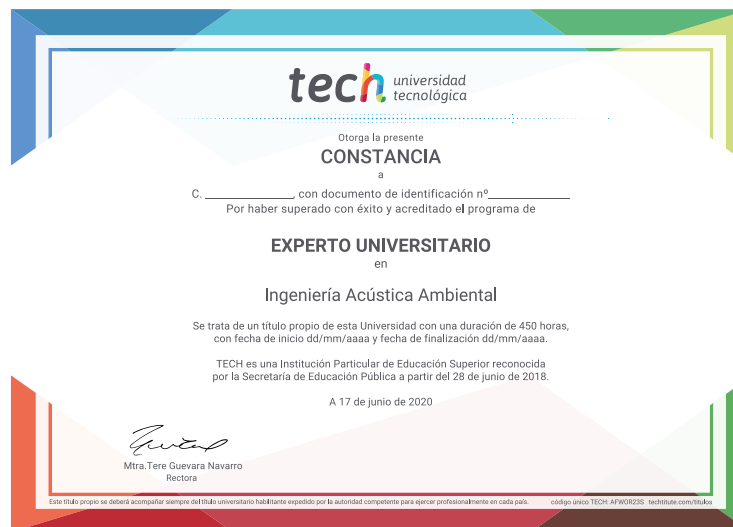 tech universidad
tecnológica
Otorga la presente
CONSTANCIA
a
C. ______________, con documento de identificación nº______________
Por haber superado con éxito y acreditado el programa de
EXPERTO UNIVERSITARIO
en
Ingeniería Acústica Ambiental
Se trata de un título propio de esta Universidad con una duración de 450 horas,
con fecha de inicio dd/mm/aaaa y fecha de finalización dd/mm/aaaa.
TECH es una Institución Particular de Educación Superior reconocida
por la Secretaría de Educación Pública a partir del 28 de junio de 2018.
A 17 de junio de 2020
Mtra.Tere Guevara Navarro
Rectora
Este título propio se deberá acompañar siempre del título universitario habilitante expedido por la autoridad competente para ejercer profesionalmente en cada país. código único TECH: AFWOR23S techtitute.com/titulos